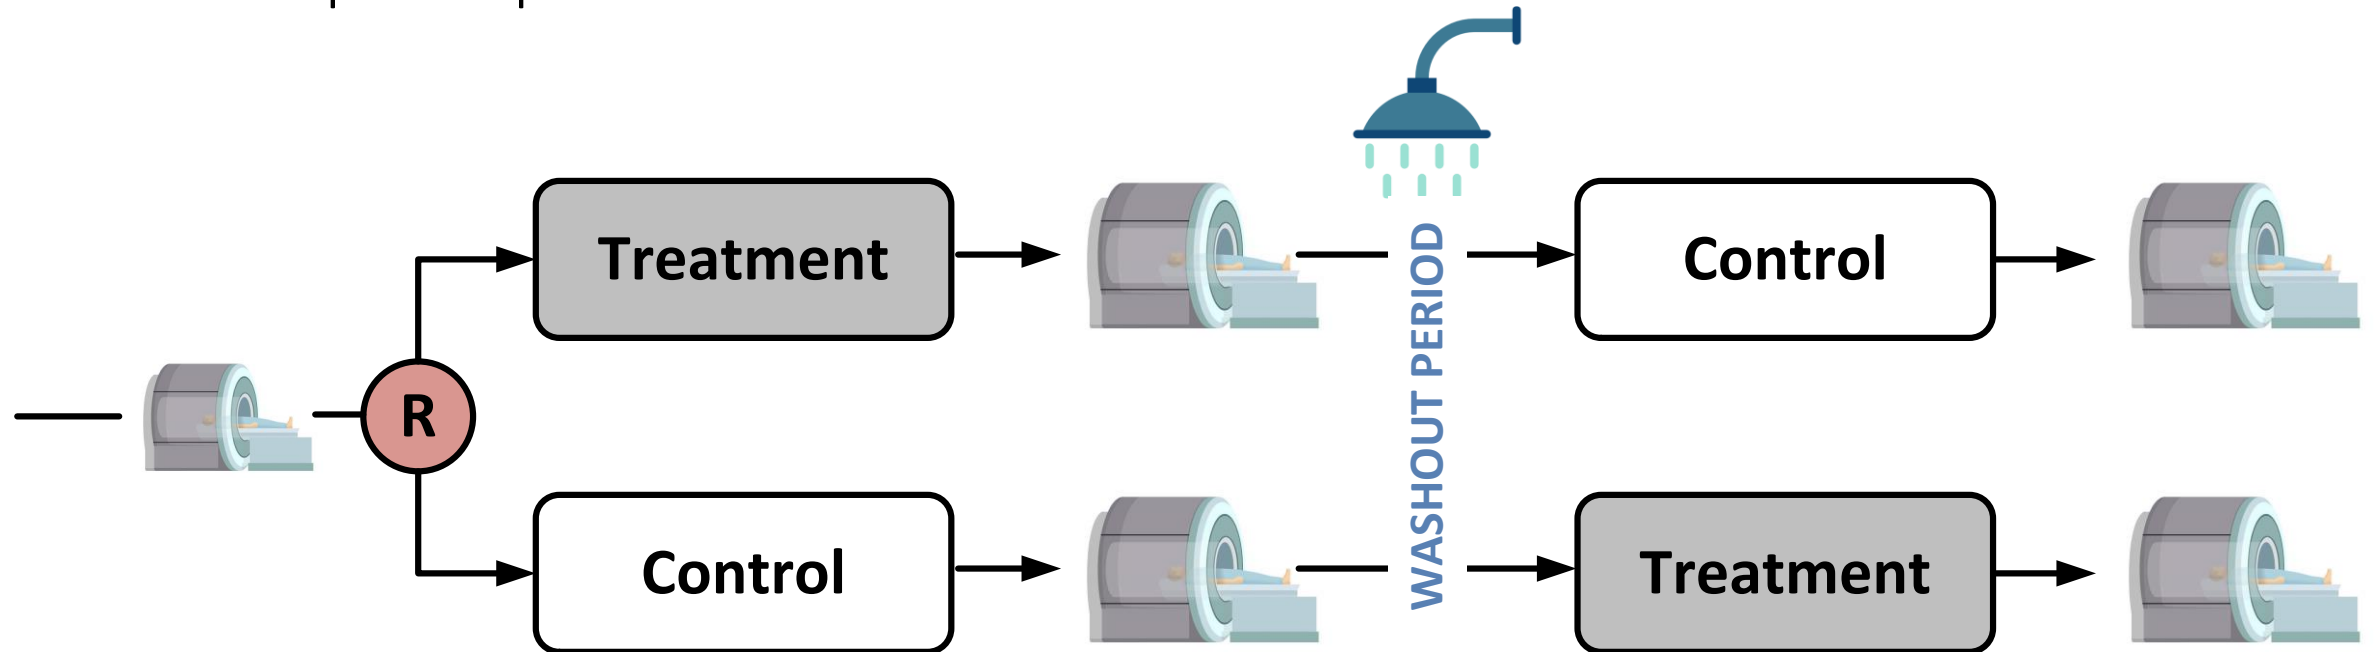 Treatment
Control
R
WASHOUT PERIOD
Control
Treatment